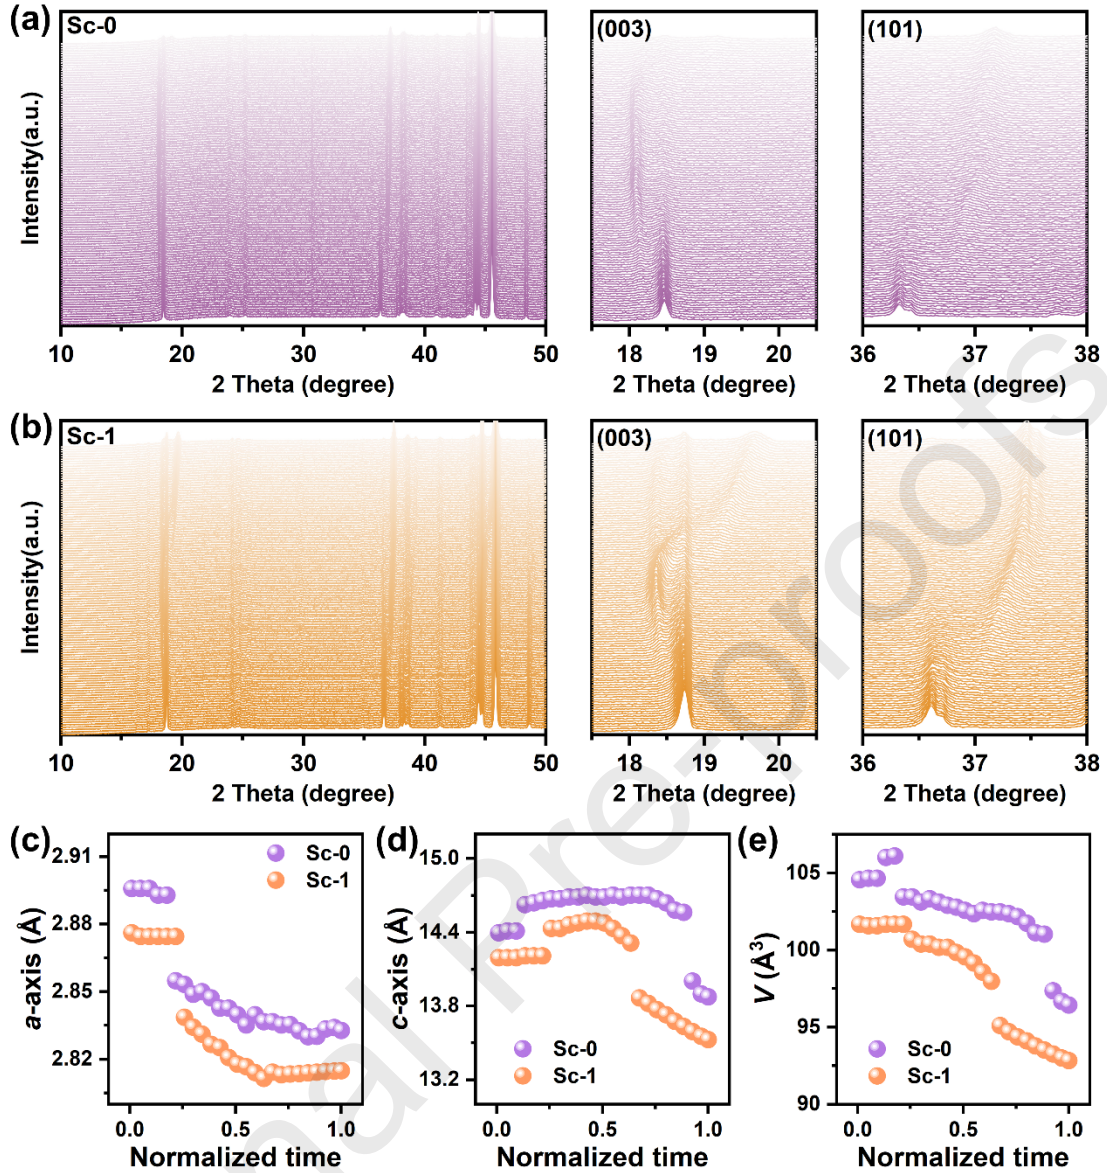 (a) Sc-0 (003) (101)
Intensity(a.u.)
10 20 30 40 50 18 19 20 36 37 38
2 Theta (degree) 2 Theta (degree) 2 Theta (degree)
(b) Sc-1 (003) (101)
Intensity(a.u.)
10 20 30 40 50 18 19 20 36 37 38
2 Theta (degree) 2 Theta (degree) 2 Theta (degree)
(c)
2.91
2.88
2.85
2.82
a-axis (Å)
Sc-0
Sc-1
0.0 0.5 1.0
Normalized time
(d)
15.0
14.4
13.8
13.2
c-axis (Å)
Sc-0
Sc-1
0.0 0.5 1.0
Normalized time
(e)
105
100
95
90
V (Å³)
Sc-0
Sc-1
0.0 0.5 1.0
Normalized time
nal Pre-proofs